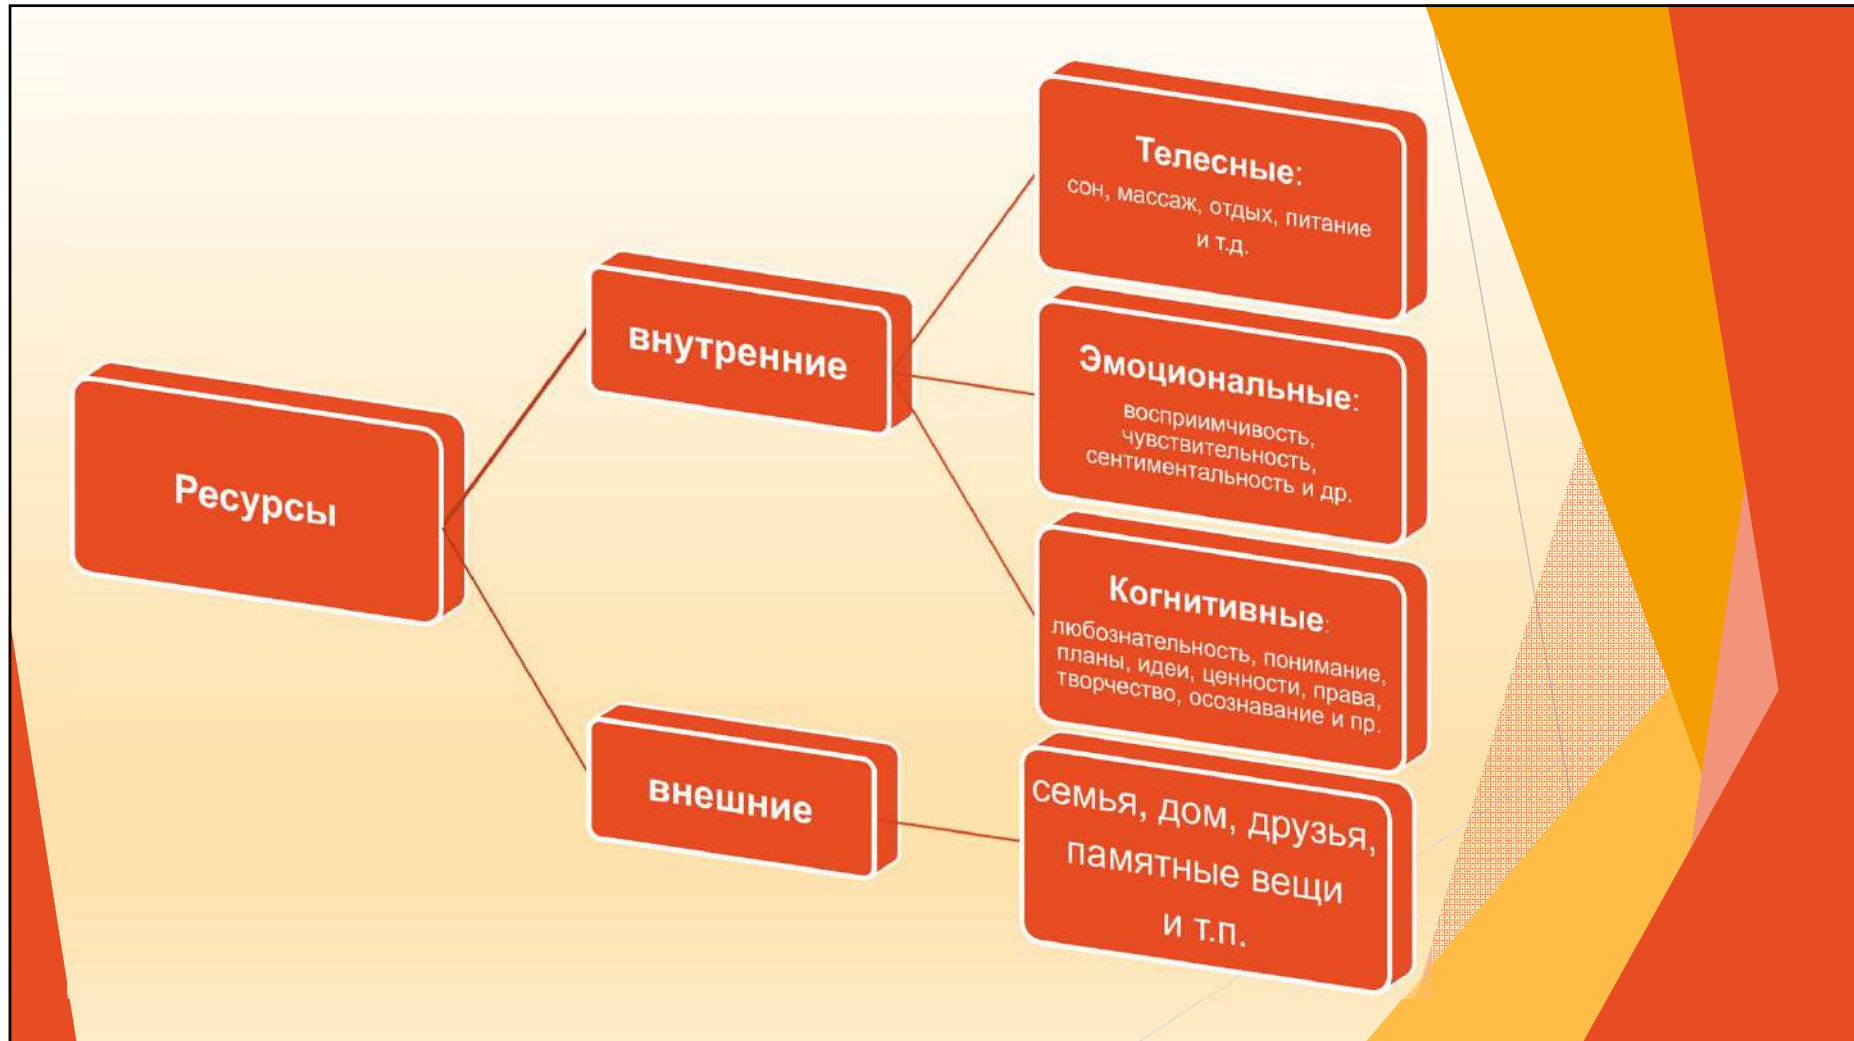 Ресурсы
внутренние
Телесные:
сон, массаж, отдых, питание
и т.д.
Эмоциональные:
восприимчивость,
чувствительность,
сентиментальность и др.
Когнитивные:
любознательность, понимание,
планы, идеи, ценности, права,
творчество, осознавание и пр.
внешние
семья, дом, друзья,
памятные вещи
и т.п.